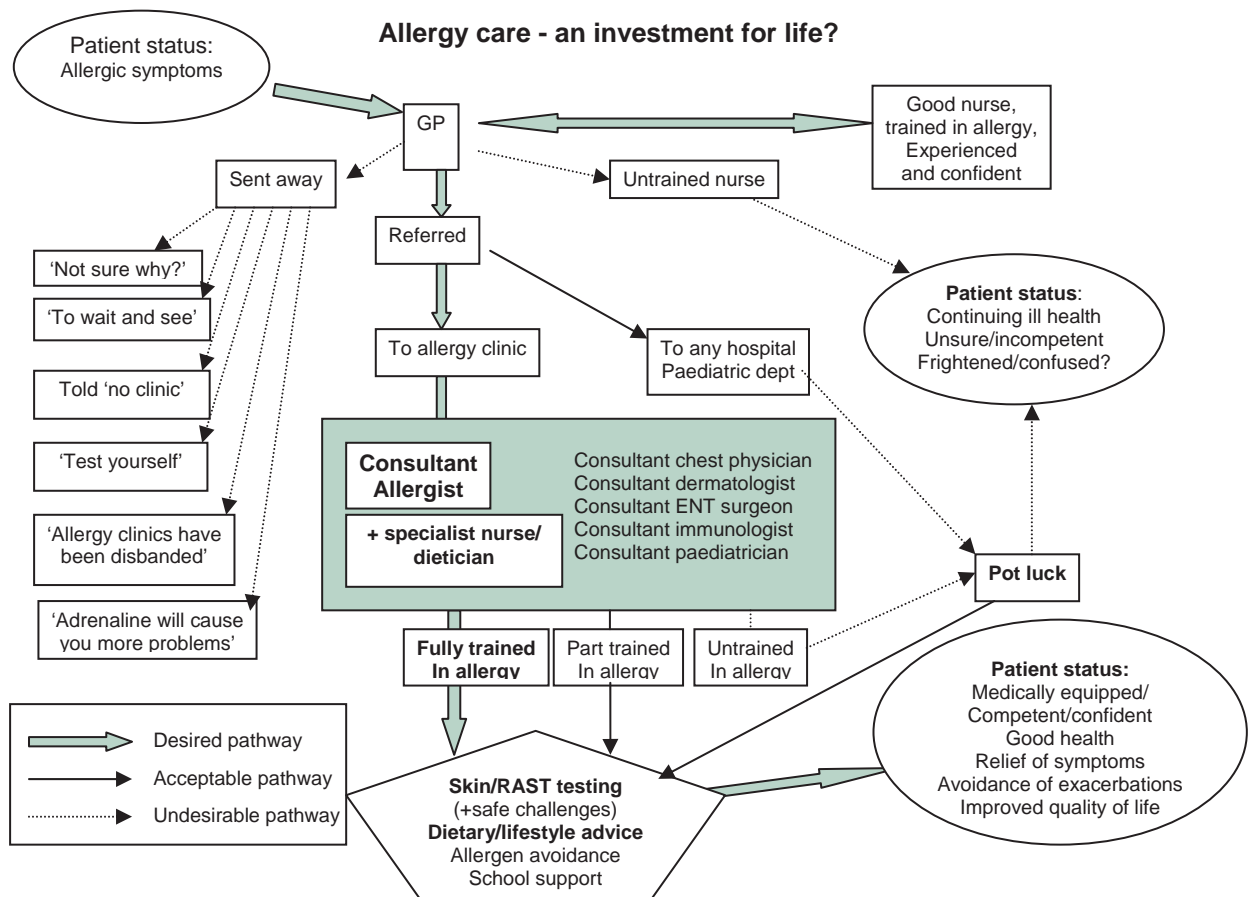 Allergy care - an investment for life?
Patient status:
Allergic symptoms
GP
Good nurse,
trained in allergy,
Experienced
and confident
Sent away
Untrained nurse
Referred
‘Not sure why?’
‘To wait and see’
Told ‘no clinic’
‘Test yourself’
‘Allergy clinics have
been disbanded’
‘Adrenaline will cause
you more problems’
To allergy clinic
To any hospital
Paediatric dept
Patient status:
Continuing ill health
Unsure/incompetent
Frightened/confused?
Consultant
Allergist
+ specialist nurse/
dietician
Consultant chest physician
Consultant dermatologist
Consultant ENT surgeon
Consultant immunologist
Consultant paediatrician
Pot luck
Fully trained
In allergy
Part trained
In allergy
Untrained
In allergy
Patient status:
Medically equipped/
Competent/confident
Good health
Relief of symptoms
Avoidance of exacerbations
Improved quality of life
Desired pathway
Acceptable pathway
Undesirable pathway
Skin/RAST testing
(+safe challenges)
Dietary/lifestyle advice
Allergen avoidance
School support